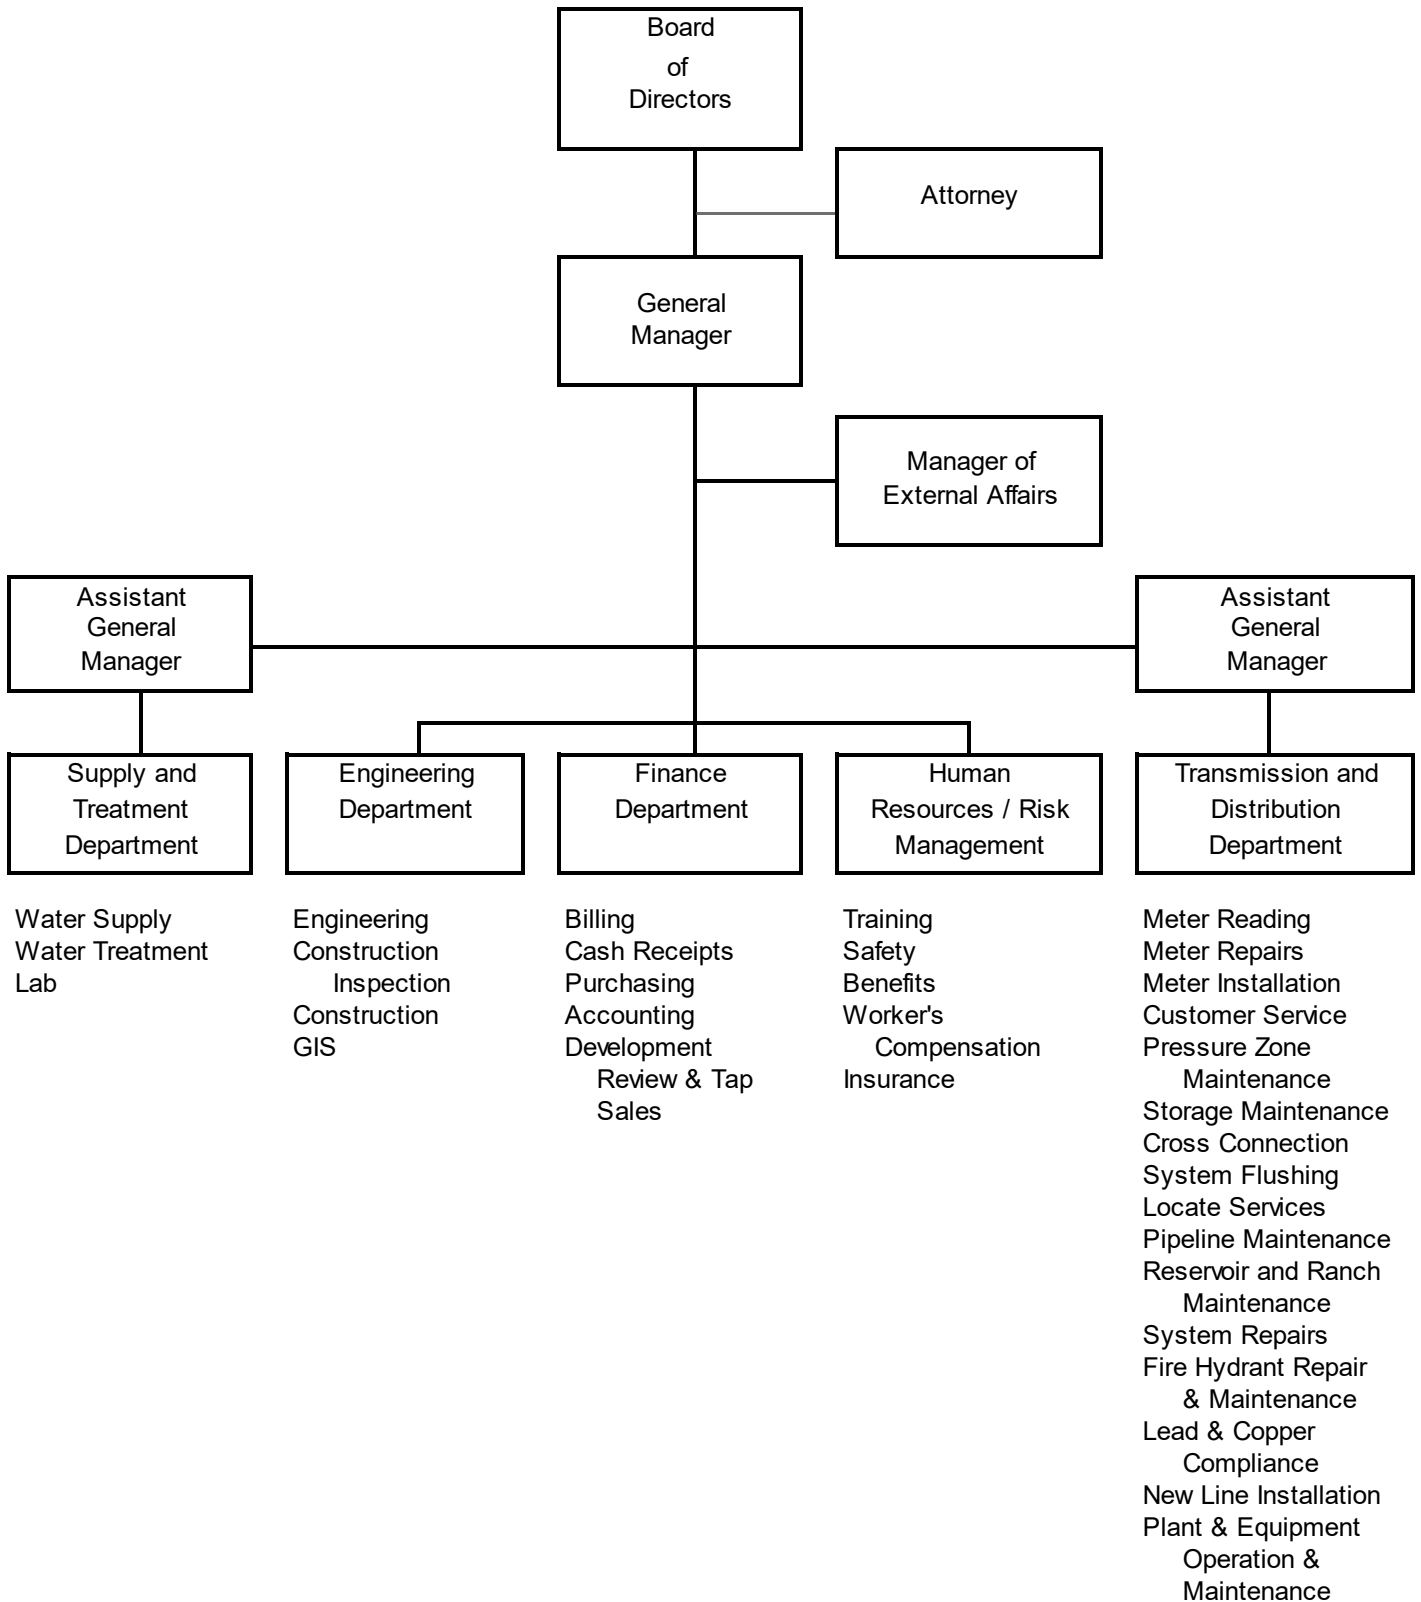 Board
of
Directors
Attorney
General
Manager
Manager of
External Affairs
Assistant
General
Manager
Assistant
General
Manager
Supply and
Treatment
Department
Engineering
Department
Finance
Department
Human
Resources / Risk
Management
Transmission and
Distribution
Department
Water Supply
Water Treatment
Lab
Engineering
Construction
Inspection
Construction
GIS
Billing
Cash Receipts
Purchasing
Accounting
Development
Review & Tap
Sales
Training
Safety
Benefits
Worker's
Compensation
Insurance
Meter Reading
Meter Repairs
Meter Installation
Customer Service
Pressure Zone
Maintenance
Storage Maintenance
Cross Connection
System Flushing
Locate Services
Pipeline Maintenance
Reservoir and Ranch
Maintenance
System Repairs
Fire Hydrant Repair
& Maintenance
Lead & Copper
Compliance
New Line Installation
Plant & Equipment
Operation &
Maintenance